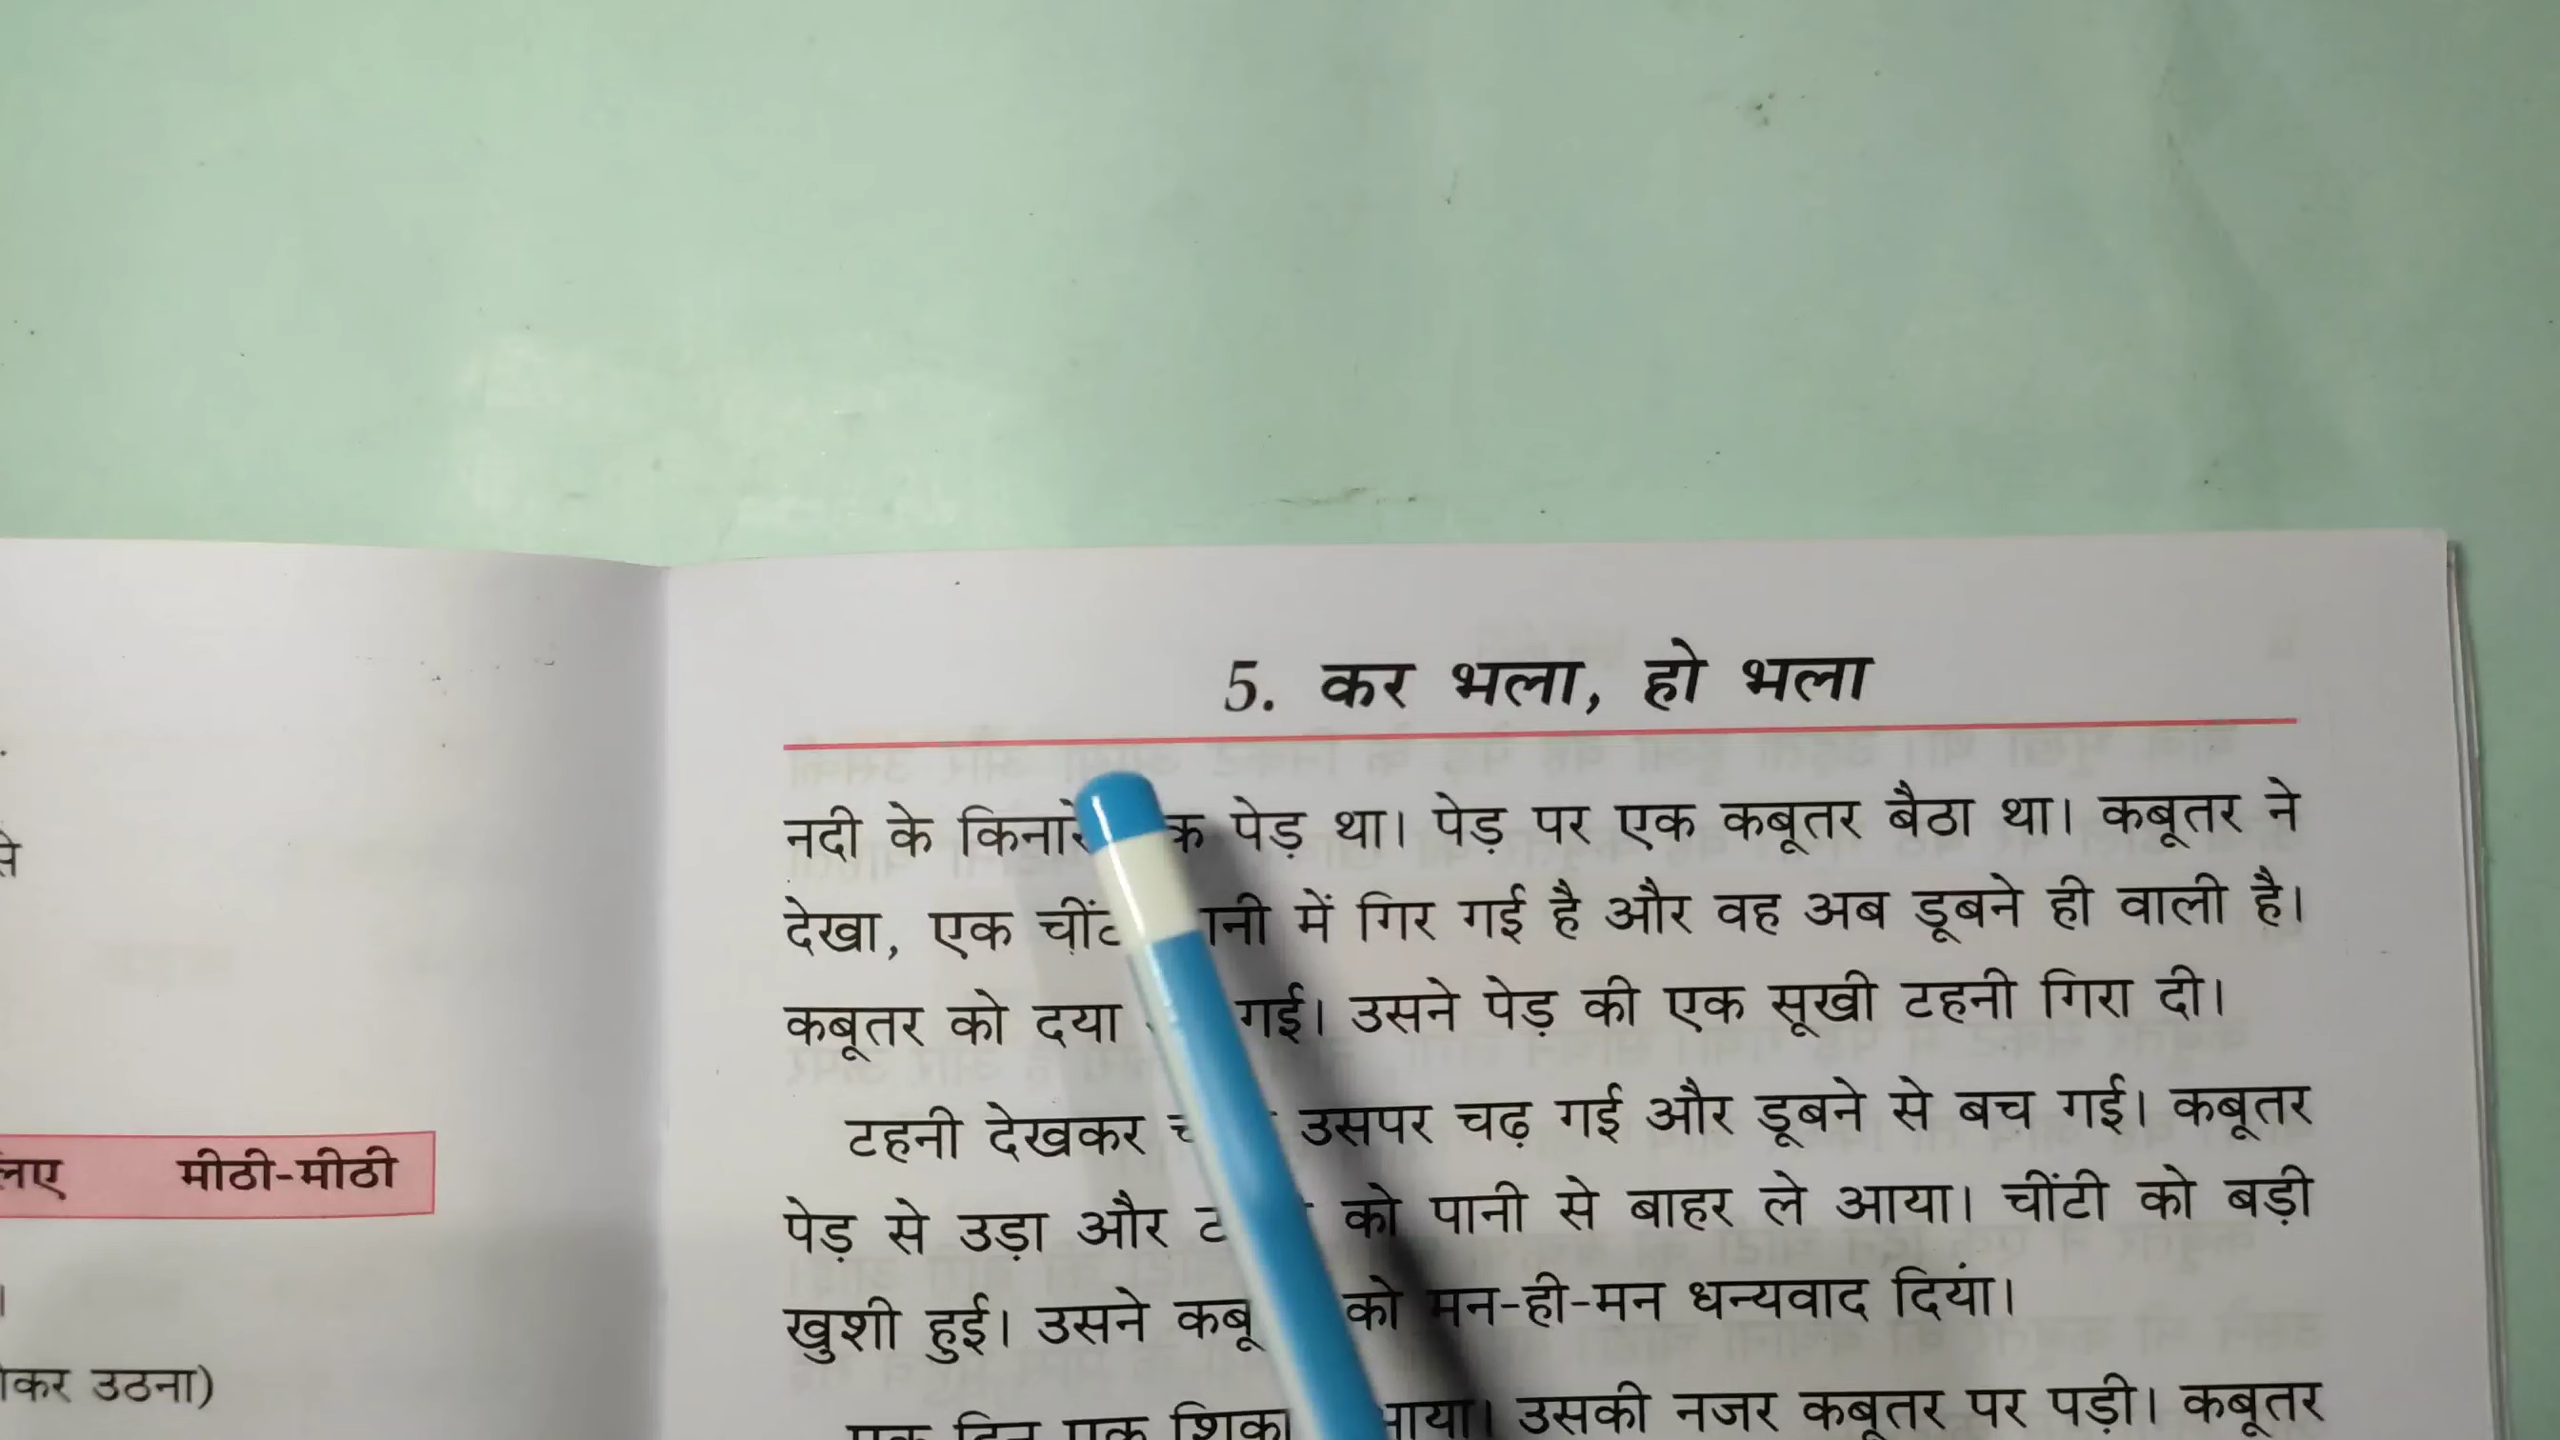 से
लिए मीठी-मीठी
होकर उठना)
5. कर भला, हो भला
नदी के किनारे पेड़ था। पेड़ पर एक कबूतर बैठा था। कबूतर ने
देखा, एक में गिर गई है और वह अब डूबने ही वाली है।
कबूतर को दया गई। उसने पेड़ की एक सूखी टहनी गिरा दी।
टहनी देखकर उसपर चढ़ गई और डूबने से बच गई। कबूतर
पेड़ से उड़ा और को पानी से बाहर ले आया। चींटी को बड़ी
खुशी हुई। उसने को मन-ही-मन धन्यवाद दिया।
एक दिन एक उसकी नजर कबूतर पर पड़ी। कबूतर